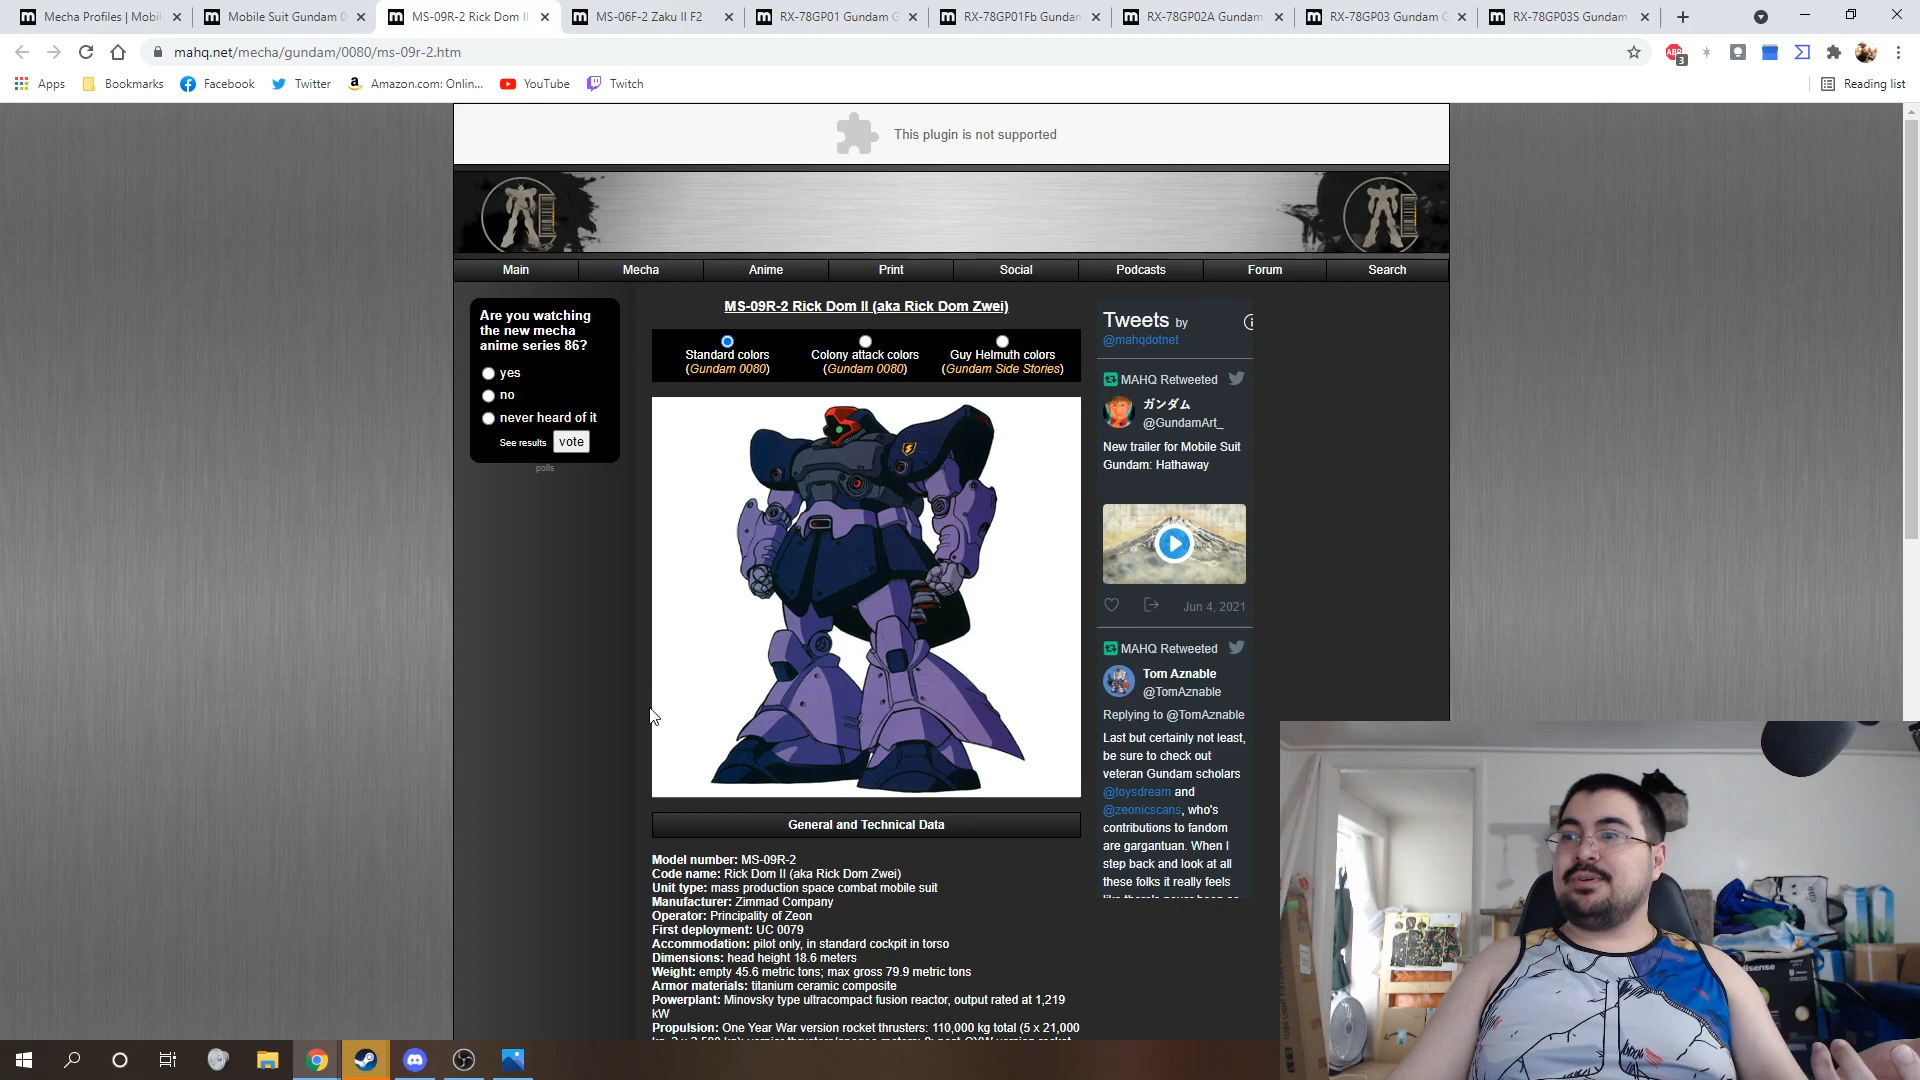 Mecha Profiles | Mobil
Mobile Suit Gundam 0
MS-09R-2 Rick Dom I
MS-06F-2 Zaku II F2
RX-78GP01 Gundam G
RX-78GP01Fb Gundam
RX-78GP02A Gundam
RX-78GP03 Gundam G
RX-78GP03S Gundam
mahq.net/mecha/gundam/0080/ms-09r-2.htm
ABP
3
Apps
Bookmarks
Facebook
Twitter
Amazon.com: Onlin...
YouTube
Twitch
Reading list
This plugin is not supported
Main
Mecha
Anime
Print
Social
Podcasts
Forum
Search
Are you watching
the new mecha
anime series 86?
yes
no
never heard of it
See results
vote
polls
MS-09R-2 Rick Dom II (aka Rick Dom Zwei)
Standard colors
(Gundam 0080)
Colony attack colors
(Gundam 0080)
Guy Helmuth colors
(Gundam Side Stories)
General and Technical Data
Model number: MS-09R-2
Code name: Rick Dom II (aka Rick Dom Zwei)
Unit type: mass production space combat mobile suit
Manufacturer: Zimmad Company
Operator: Principality of Zeon
First deployment: UC 0079
Accommodation: pilot only, in standard cockpit in torso
Dimensions: head height 18.6 meters
Weight: empty 45.6 metric tons; max gross 79.9 metric tons
Armor materials: titanium ceramic composite
Powerplant: Minovsky type ultracompact fusion reactor, output rated at 1,219
kW
Propulsion: One Year War version rocket thrusters: 110,000 kg total (5 x 21,000
Tweets by
@mahqdotnet
MAHQ Retweeted
ガンダム
@GundamArt_
New trailer for Mobile Suit
Gundam: Hathaway
Jun 4, 2021
MAHQ Retweeted
Tom Aznable
@TomAznable
Replying to @TomAznable
Last but certainly not least,
be sure to check out
veteran Gundam scholars
@toysdream and
@zeonicscans, who's
contributions to fandom
are gargantuan. When I
step back and look at all
these folks it really feels